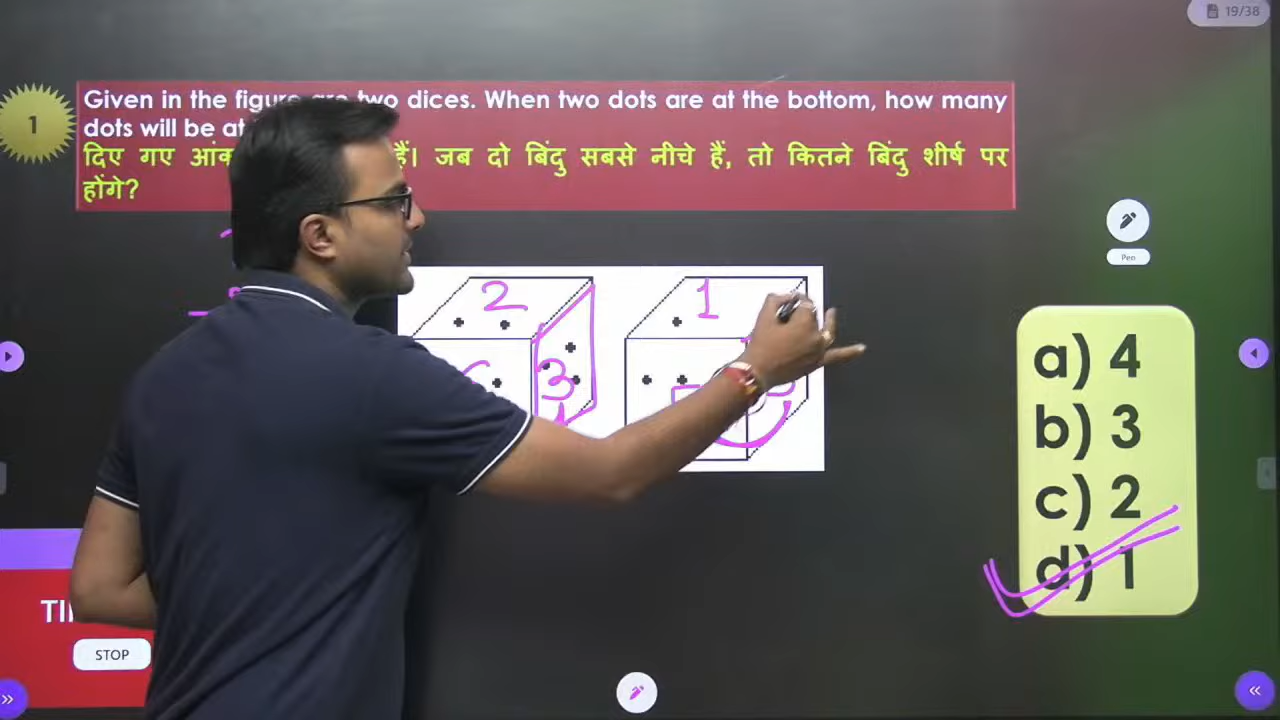 19/38
1
Given in the figure are two dices. When two dots are at the bottom, how many
dots will be at
दिए गए हैं। जब दो बिंदु सबसे नीचे हैं, तो कितने बिंदु शीर्ष पर
होंगे?
Pen
2
1
3
a) 4
b) 3
c) 2
d) 1
STOP